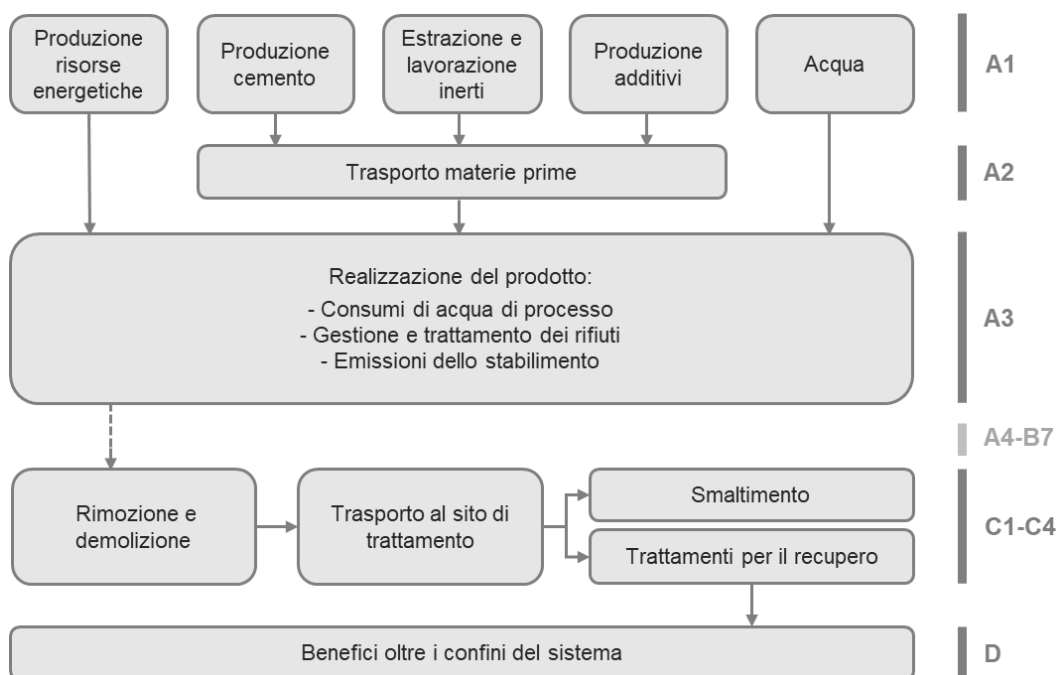 Produzione
risorse
energetiche
Produzione
cemento
Estrazione e
lavorazione
inerti
Produzione
additivi
Acqua
A1
Trasporto materie prime
A2
Realizzazione del prodotto:
- Consumi di acqua di processo
- Gestione e trattamento dei rifiuti
- Emissioni dello stabilimento
A3
A4-B7
Rimozione e
demolizione
Trasporto al sito di
trattamento
Smaltimento
Trattamenti per il recupero
C1-C4
Benefici oltre i confini del sistema
D